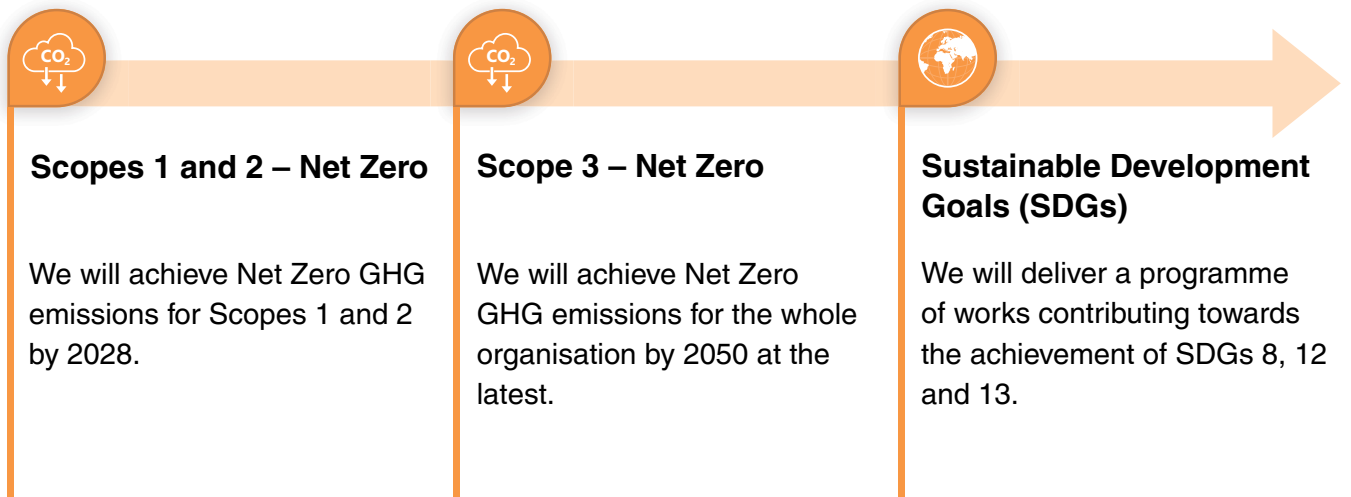 CO₂
CO₂
Scopes 1 and 2 – Net Zero
We will achieve Net Zero GHG
emissions for Scopes 1 and 2
by 2028.
Scope 3 – Net Zero
We will achieve Net Zero
GHG emissions for the whole
organisation by 2050 at the
latest.
Sustainable Development
Goals (SDGs)
We will deliver a programme
of works contributing towards
the achievement of SDGs 8, 12
and 13.